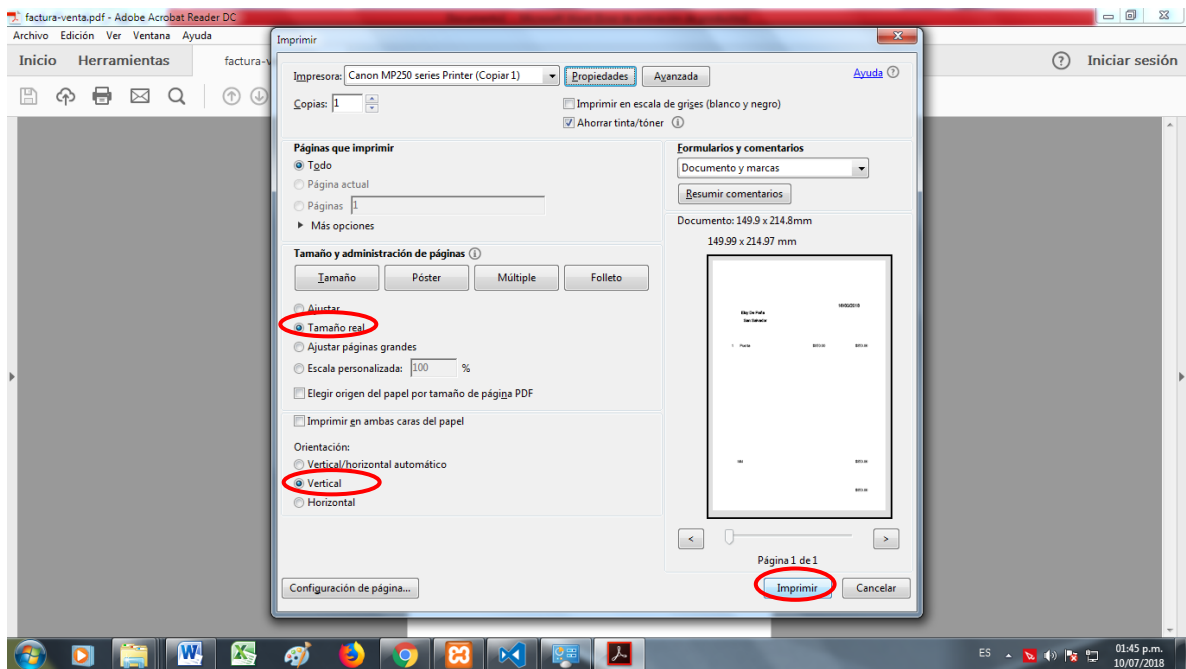 factura-venta.pdf - Adobe Acrobat Reader DC
Archivo Edición Ver Ventana Ayuda
Inicio Herramientas factura-v
Iniciar sesión
Imprimir
Impresora: Canon MP250 series Printer (Copiar 1) Propiedades Avanzada Ayuda
Copias: 1 Imprimir en escala de grises (blanco y negro)
Ahorrar tinta/tóner
Páginas que imprimir
Todo
Página actual
Páginas 1
Más opciones
Tamaño y administración de páginas
Tamaño Póster Múltiple Folleto
Ajustar
Tamaño real
Ajustar páginas grandes
Escala personalizada: 100 %
Elegir origen del papel por tamaño de página PDF
Imprimir en ambas caras del papel
Orientación:
Vertical/horizontal automático
Vertical
Horizontal
Formularios y comentarios
Documento y marcas
Resumir comentarios
Documento: 149.9 x 214.8mm
149.99 x 214.97 mm
San Salvador
< >
Página 1 de 1
Configuración de página... Imprimir Cancelar
ES 01:45 p.m.
10/07/2018